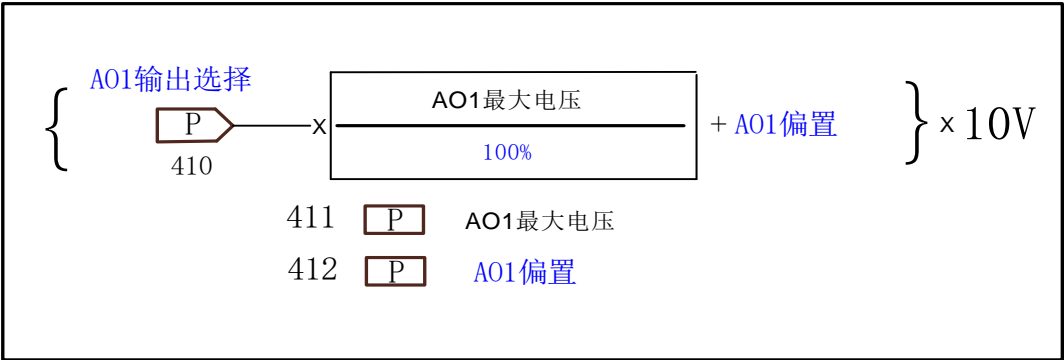 AO1输出选择
{ P x AO1最大电压 + AO1偏置 } x 10V
100%
410
411 P AO1最大电压
412 P AO1偏置